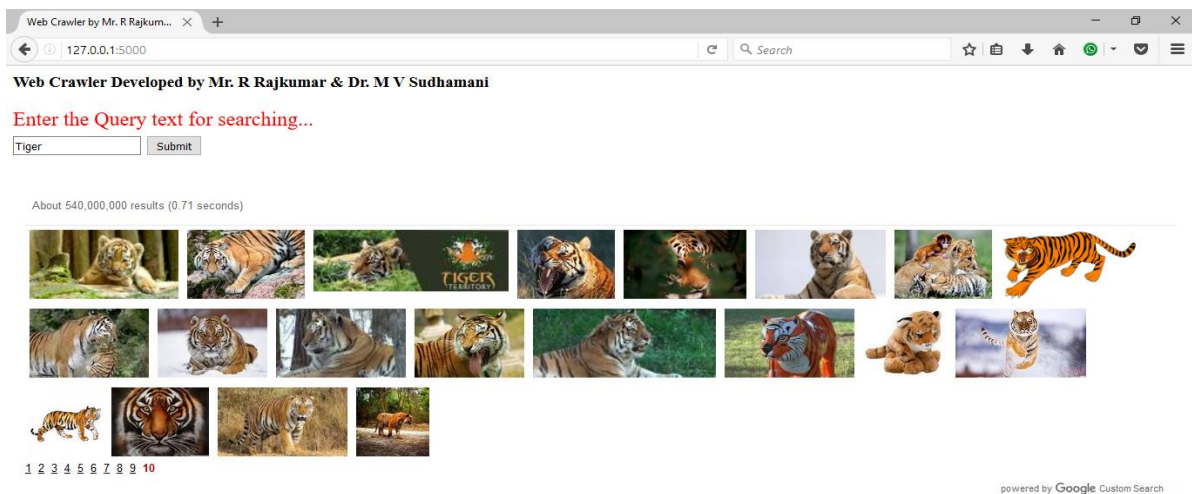 Web Crawler by Mr. R Rajkum...
127.0.0.1:5000
Search
Web Crawler Developed by Mr. R Rajkumar & Dr. M V Sudhamani
Enter the Query text for searching...
Tiger Submit
About 540,000,000 results (0.71 seconds)
TIGER
TERRITORY
1 2 3 4 5 6 7 8 9 10
powered by Google Custom Search